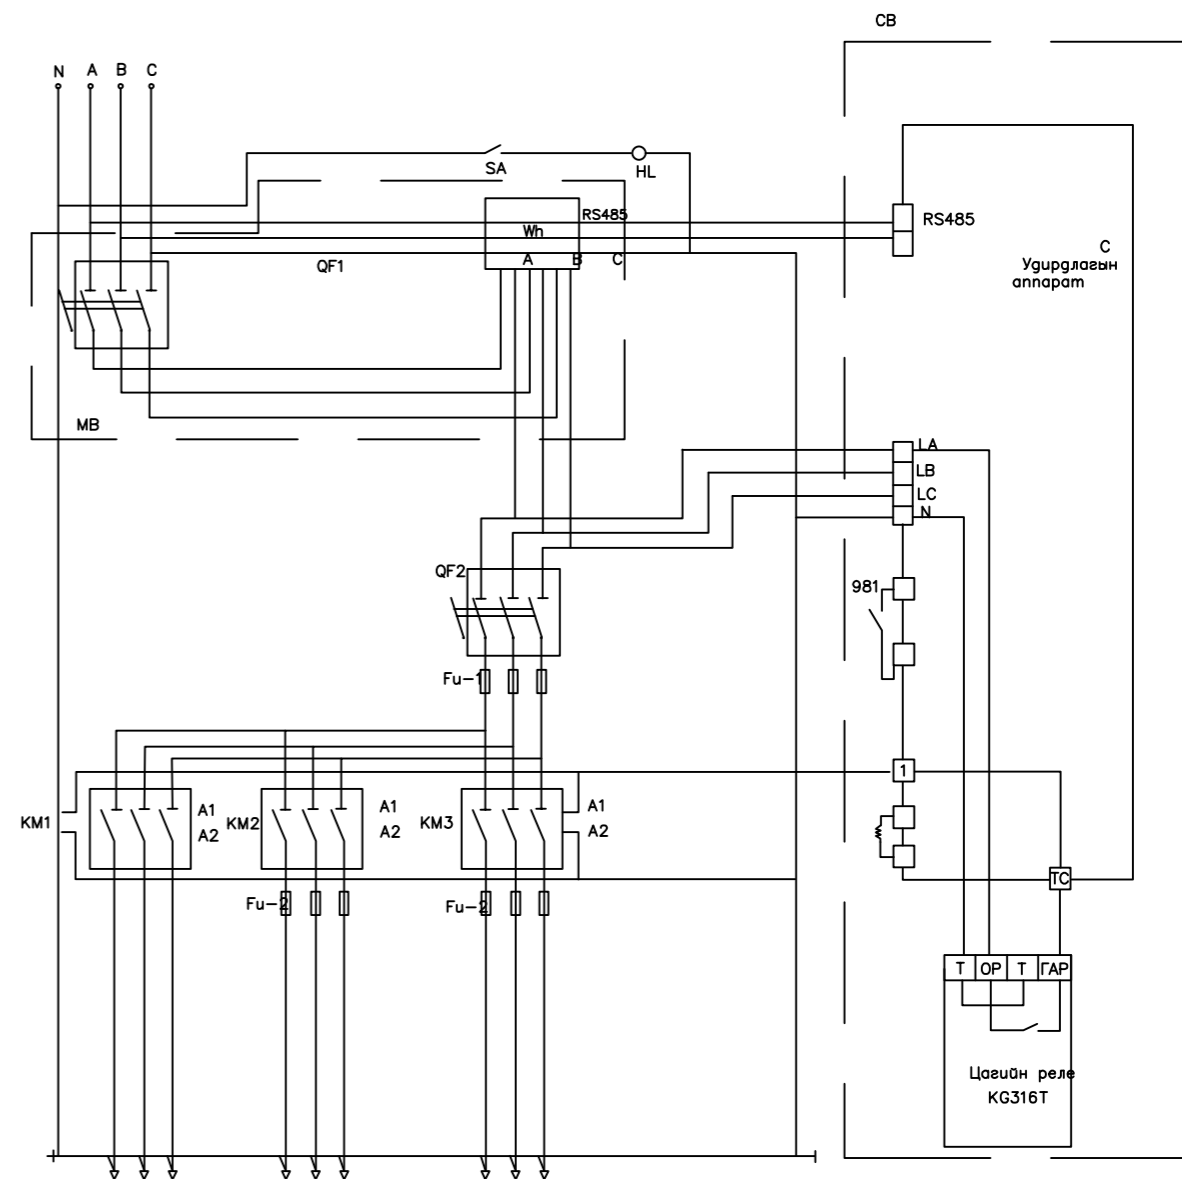 CB
N A B C
SA
HL
RS485
Wh
RS485
C
Удирдлагын
аппарат
QF1
A B C
MB
LA
LB
LC
N
QF2
981
Fu-1
1
KM1
A1
A2
KM2
A1
A2
KM3
A1
A2
TC
Fu-2
Fu-2
T OP T ГАР
Цагийн реле
KG316T